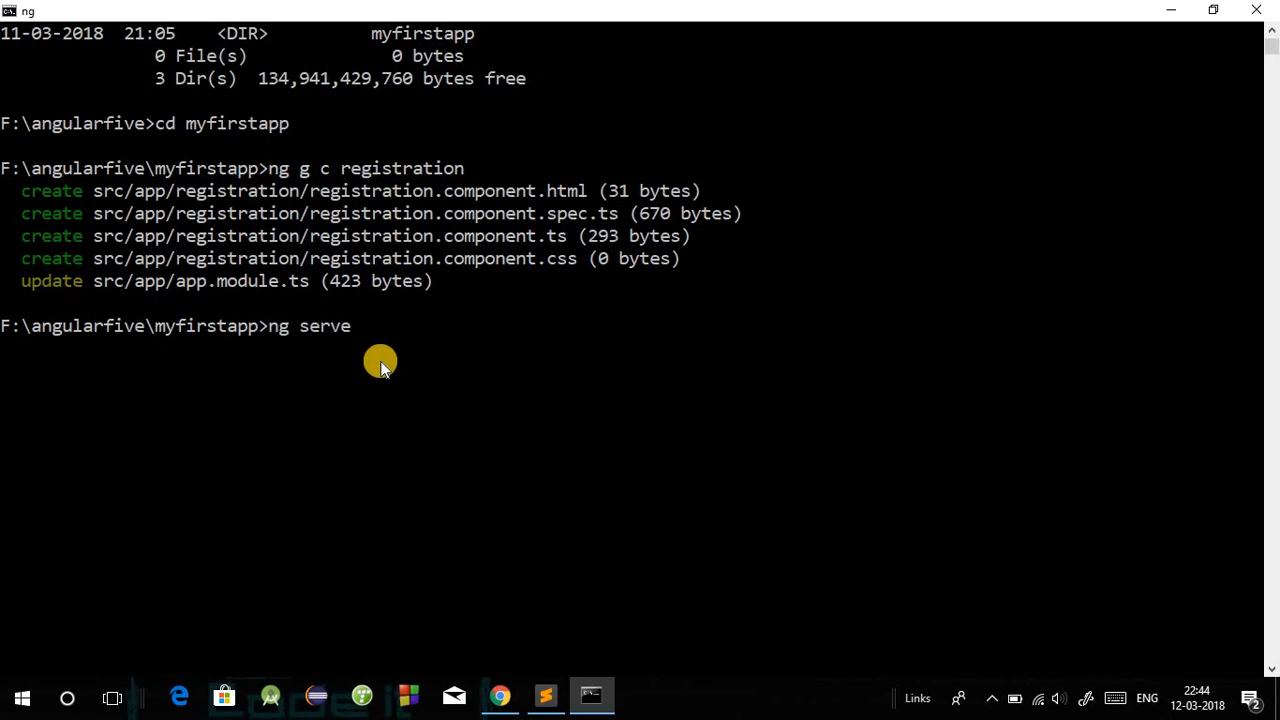 ng
11-03-2018 21:05 <DIR> myfirstapp
0 File(s) 0 bytes
3 Dir(s) 134,941,429,760 bytes free
F:\angularfive>cd myfirstapp
F:\angularfive\myfirstapp>ng g c registration
create src/app/registration/registration.component.html (31 bytes)
create src/app/registration/registration.component.spec.ts (670 bytes)
create src/app/registration/registration.component.ts (293 bytes)
create src/app/registration/registration.component.css (0 bytes)
update src/app/app.module.ts (423 bytes)
F:\angularfive\myfirstapp>ng serve
Links ENG 22:44
12-03-2018 2